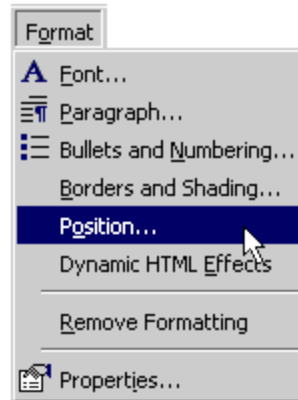 Format
Font...
Paragraph...
Bullets and Numbering...
Borders and Shading...
Position...
Dynamic HTML Effects
Remove Formatting
Properties...